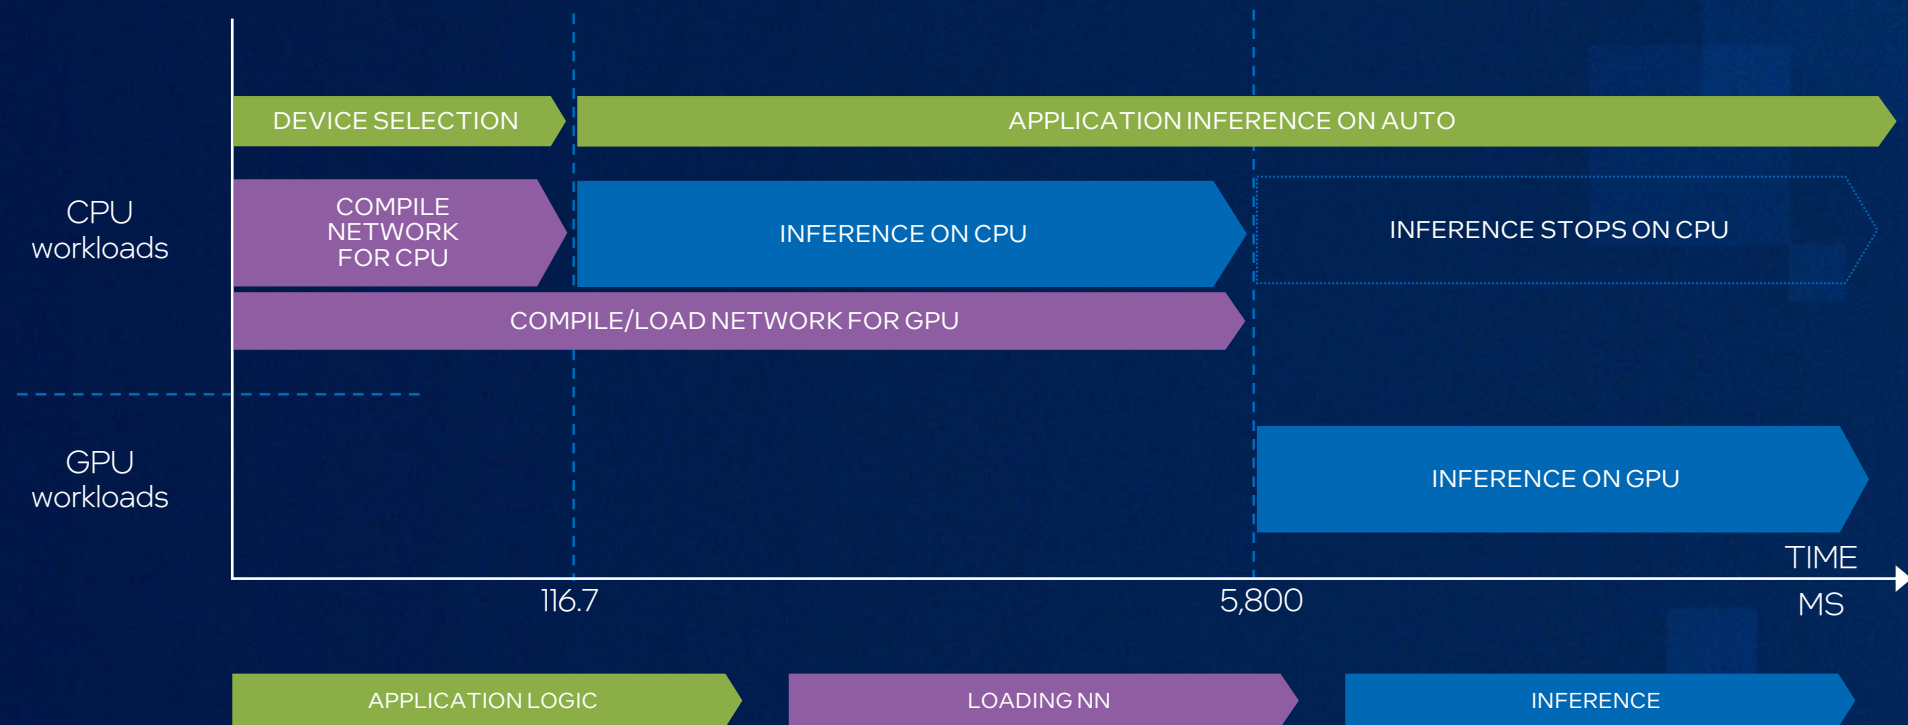 DEVICE SELECTION
APPLICATION INFERENCE ON AUTO
CPU
workloads
COMPILE
NETWORK
FOR CPU
INFERENCE ON CPU
INFERENCE STOPS ON CPU
COMPILE/LOAD NETWORK FOR GPU
GPU
workloads
INFERENCE ON GPU
TIME
116.7
5,800
MS
APPLICATION LOGIC
LOADING NN
INFERENCE